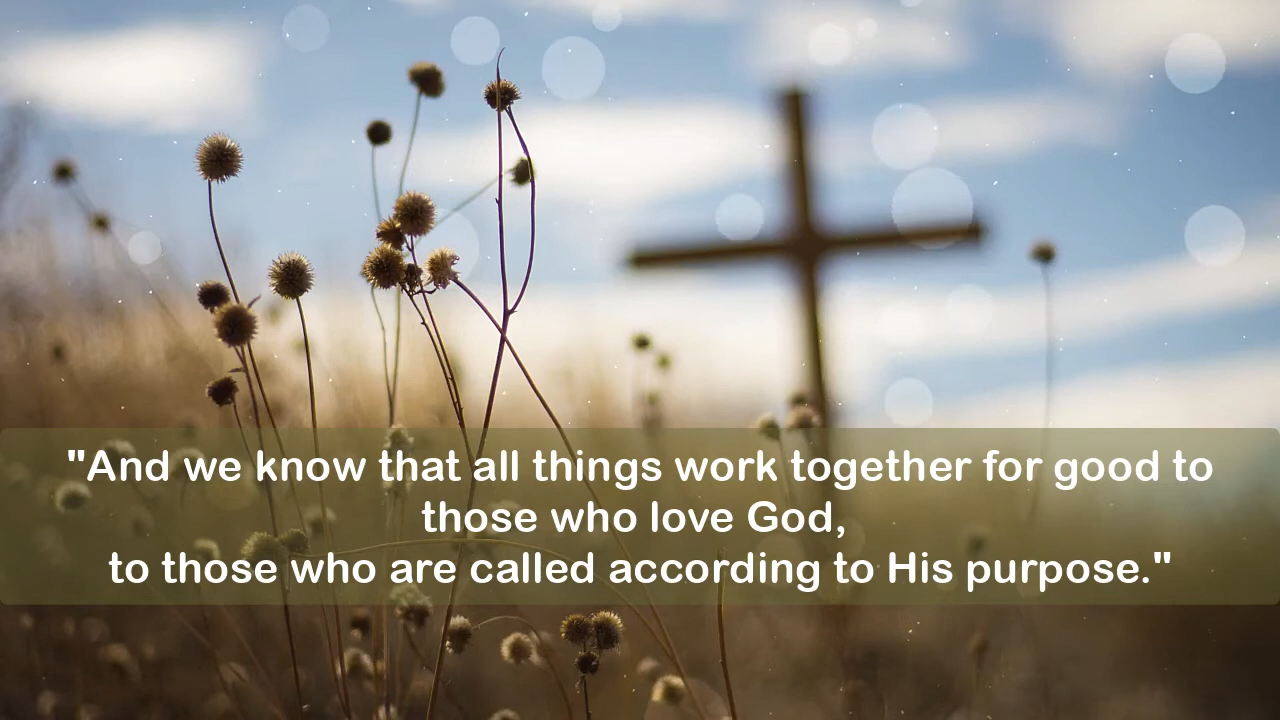 "And we know that all things work together for good to
those who love God,
to those who are called according to His purpose."